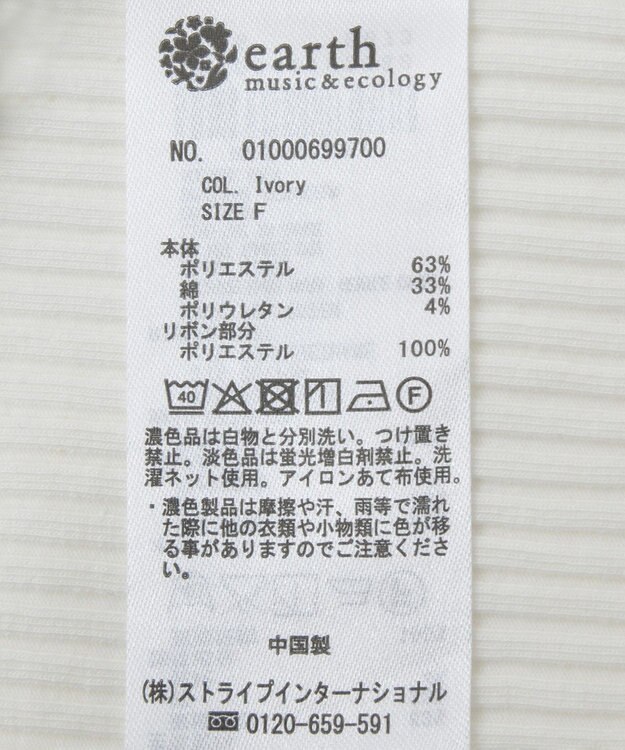 earth
music&ecology
NO. 01000699700
COL. Ivory
SIZE F
本体
ポリエステル 63%
綿 33%
ポリウレタン 4%
リボン部分
ポリエステル 100%
40 F
濃色品は白物と分別洗い。つけ置き
禁止。淡色品は蛍光増白剤禁止。洗
濯ネット使用。アイロンあて布使用。
・濃色製品は摩擦や汗、雨等で濡れ
た際に他の衣類や小物類に色が移
る事がありますのでご注意くださ
い。
中国製
(株)ストライプインターナショナル
0120-659-591